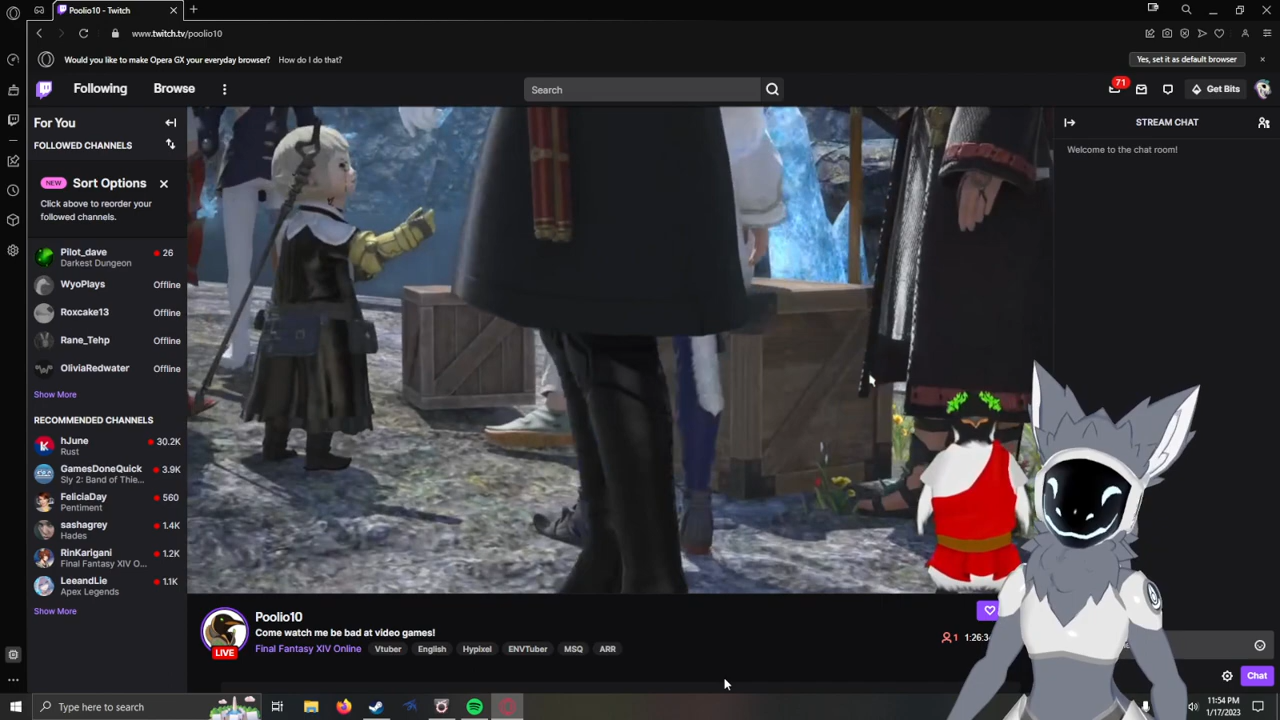 Poolio10 - Twitch
www.twitch.tv/poolio10
Would you like to make Opera GX your everyday browser? How do I do that?
Yes, set it as default browser
Following
Browse
Search
71
Get Bits
For You
FOLLOWED CHANNELS
NEW Sort Options
Click above to reorder your
followed channels.
Pilot_dave 26
Darkest Dungeon
WyoPlays Offline
Roxcake13 Offline
Rane_Tehp Offline
OliviaRedwater Offline
Show More
RECOMMENDED CHANNELS
hJune 30.2K
Rust
GamesDoneQuick 3.9K
Sly 2: Band of Thie...
FeliciaDay 560
Pentiment
sashagrey 1.4K
Hades
RinKarigani 1.2K
Final Fantasy XIV O...
LeeandLie 1.1K
Apex Legends
Show More
STREAM CHAT
Welcome to the chat room!
Poolio10
Come watch me be bad at video games!
Final Fantasy XIV Online Vtuber English Hypixel ENVTuber MSQ ARR
LIVE
1 1:26:34
Chat
Type here to search
11:54 PM
1/17/2023